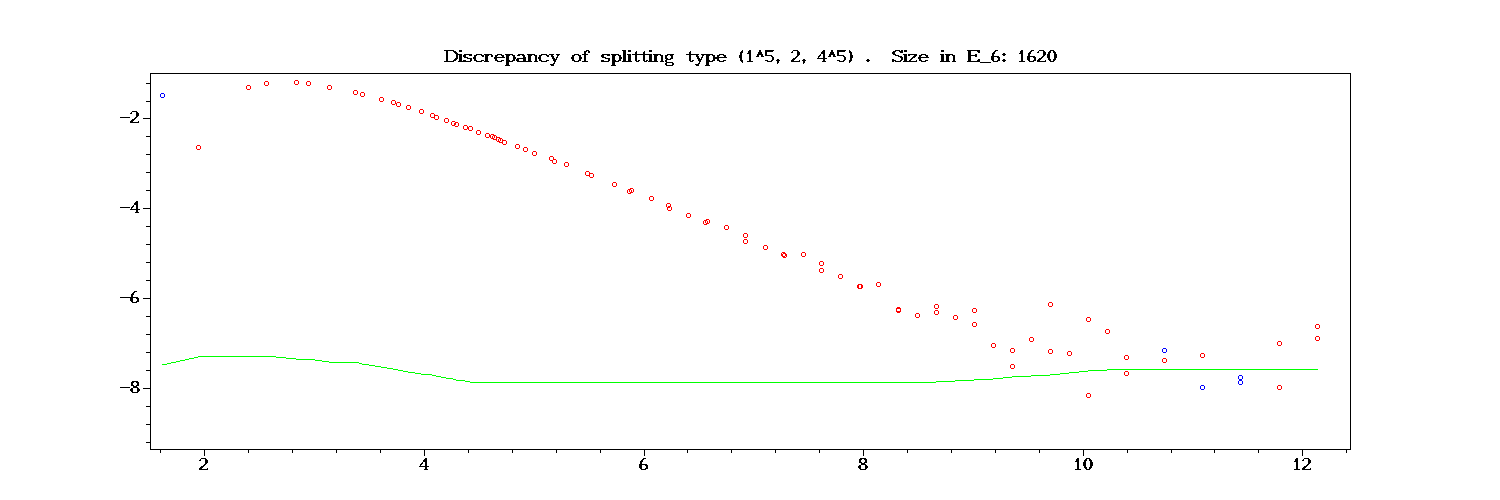 Discrepancy of splitting type (1^5, 2, 4^5) .  Size in E_6: 1620
−2
−4
−6
−8
2 4 6 8 10 12